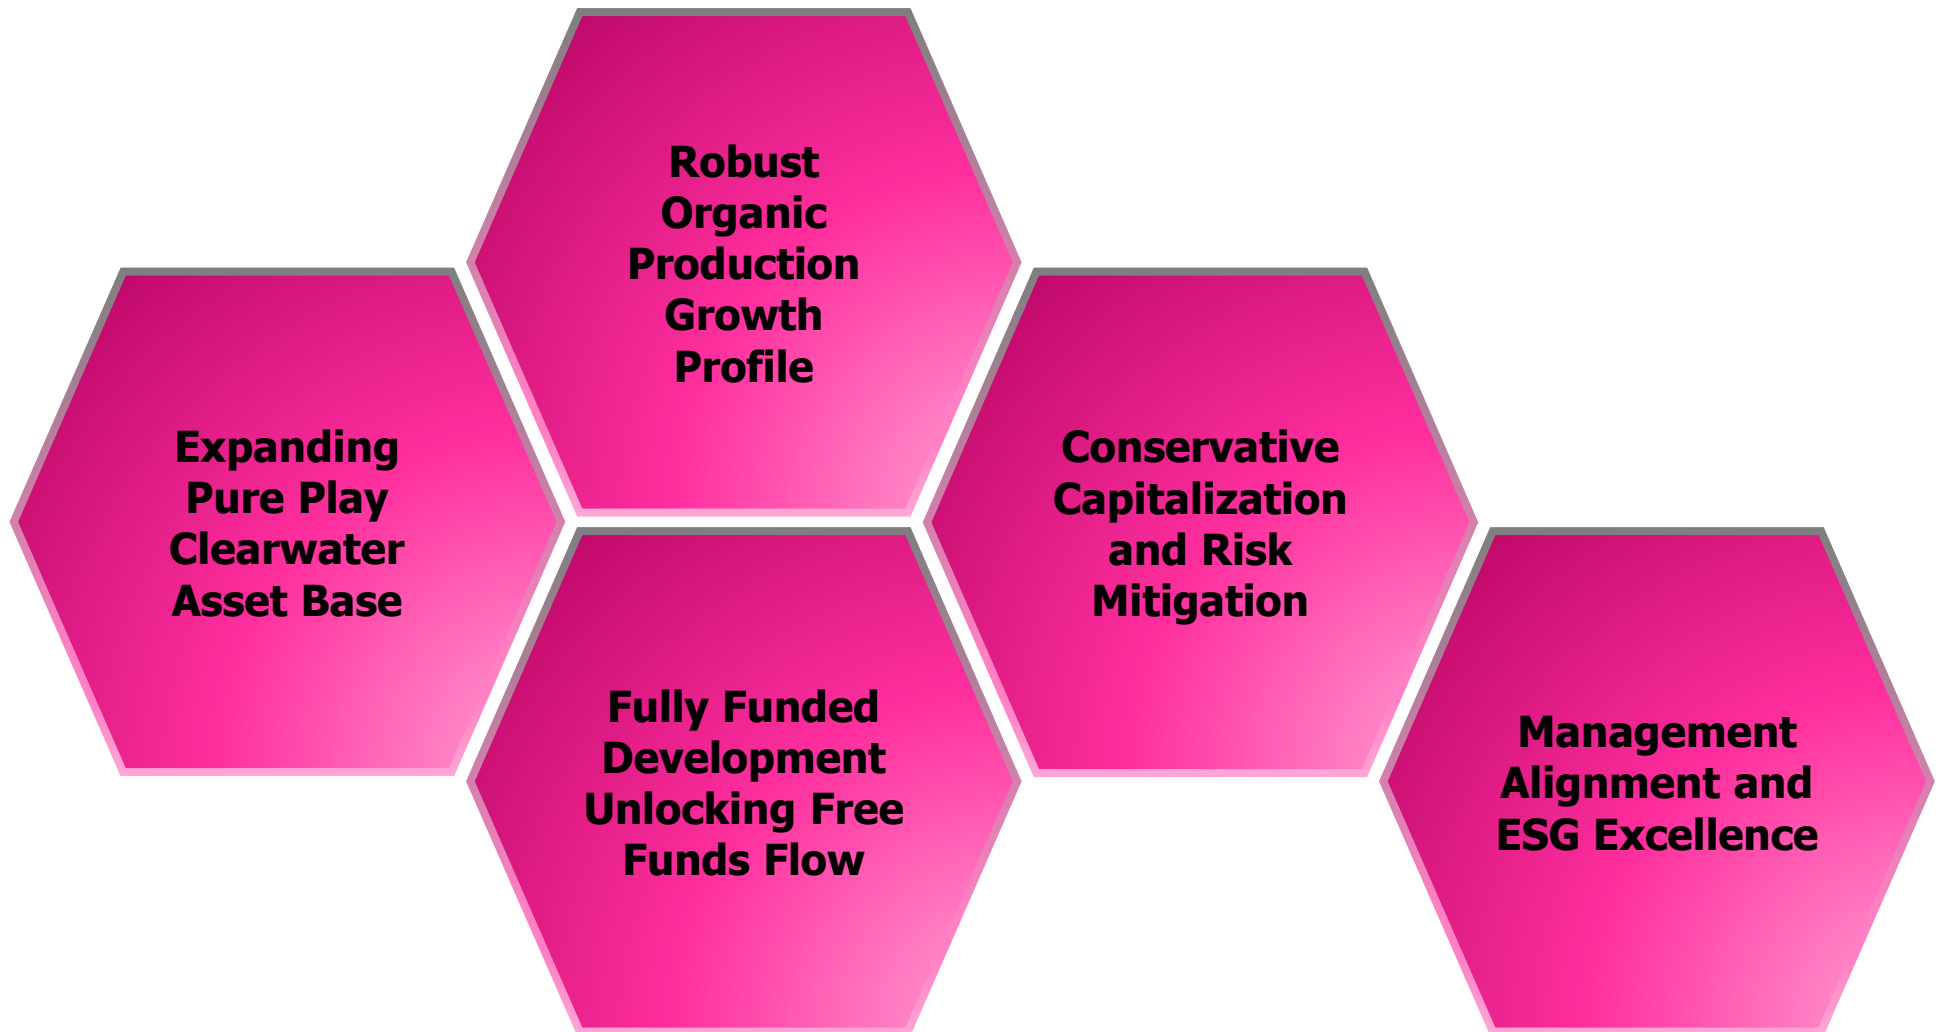 Robust
Organic
Production
Growth
Profile
Expanding
Pure Play
Clearwater
Asset Base
Conservative
Capitalization
and Risk
Mitigation
Fully Funded
Development
Unlocking Free
Funds Flow
Management
Alignment and
ESG Excellence